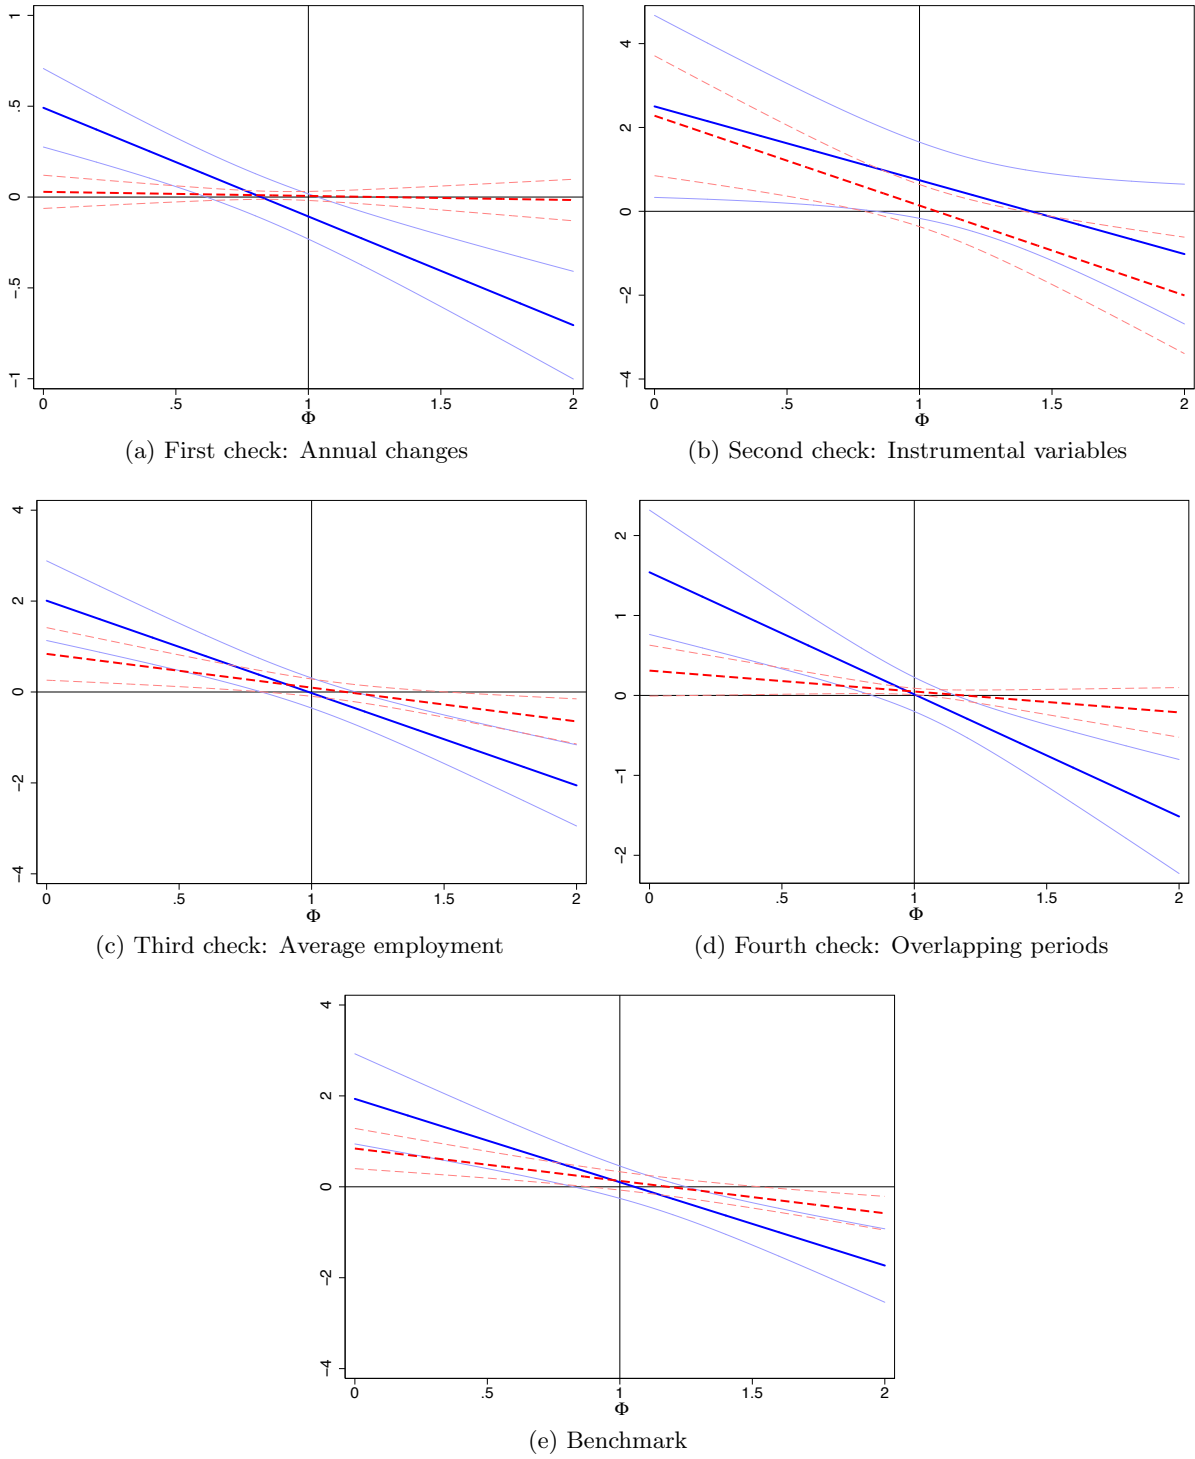 1
.5
0
−.5
−1
0 .5 1 1.5 2
Φ
(a) First check: Annual changes
4
2
0
−2
−4
0 .5 1 1.5 2
Φ
(b) Second check: Instrumental variables
4
2
0
−2
−4
0 .5 1 1.5 2
Φ
(c) Third check: Average employment
2
1
0
−1
−2
0 .5 1 1.5 2
Φ
(d) Fourth check: Overlapping periods
4
2
0
−2
−4
0 .5 1 1.5 2
Φ
(e) Benchmark